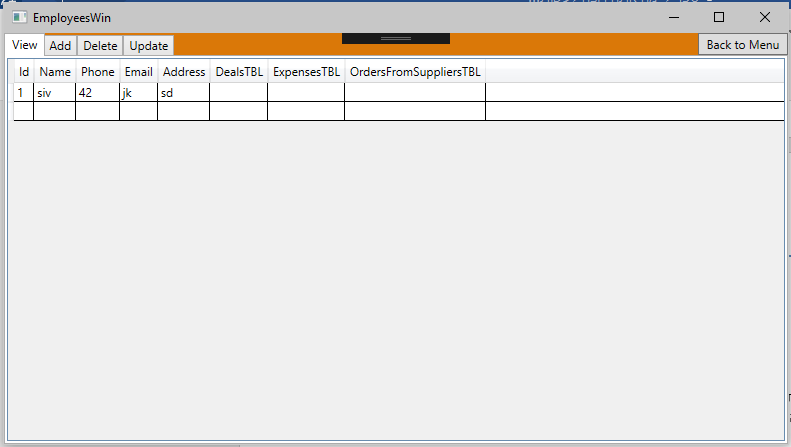 EmployeesWin
View Add Delete Update Back to Menu
Id Name Phone Email Address DealsTBL ExpensesTBL OrdersFromSuppliersTBL
1 siv 42 jk sd